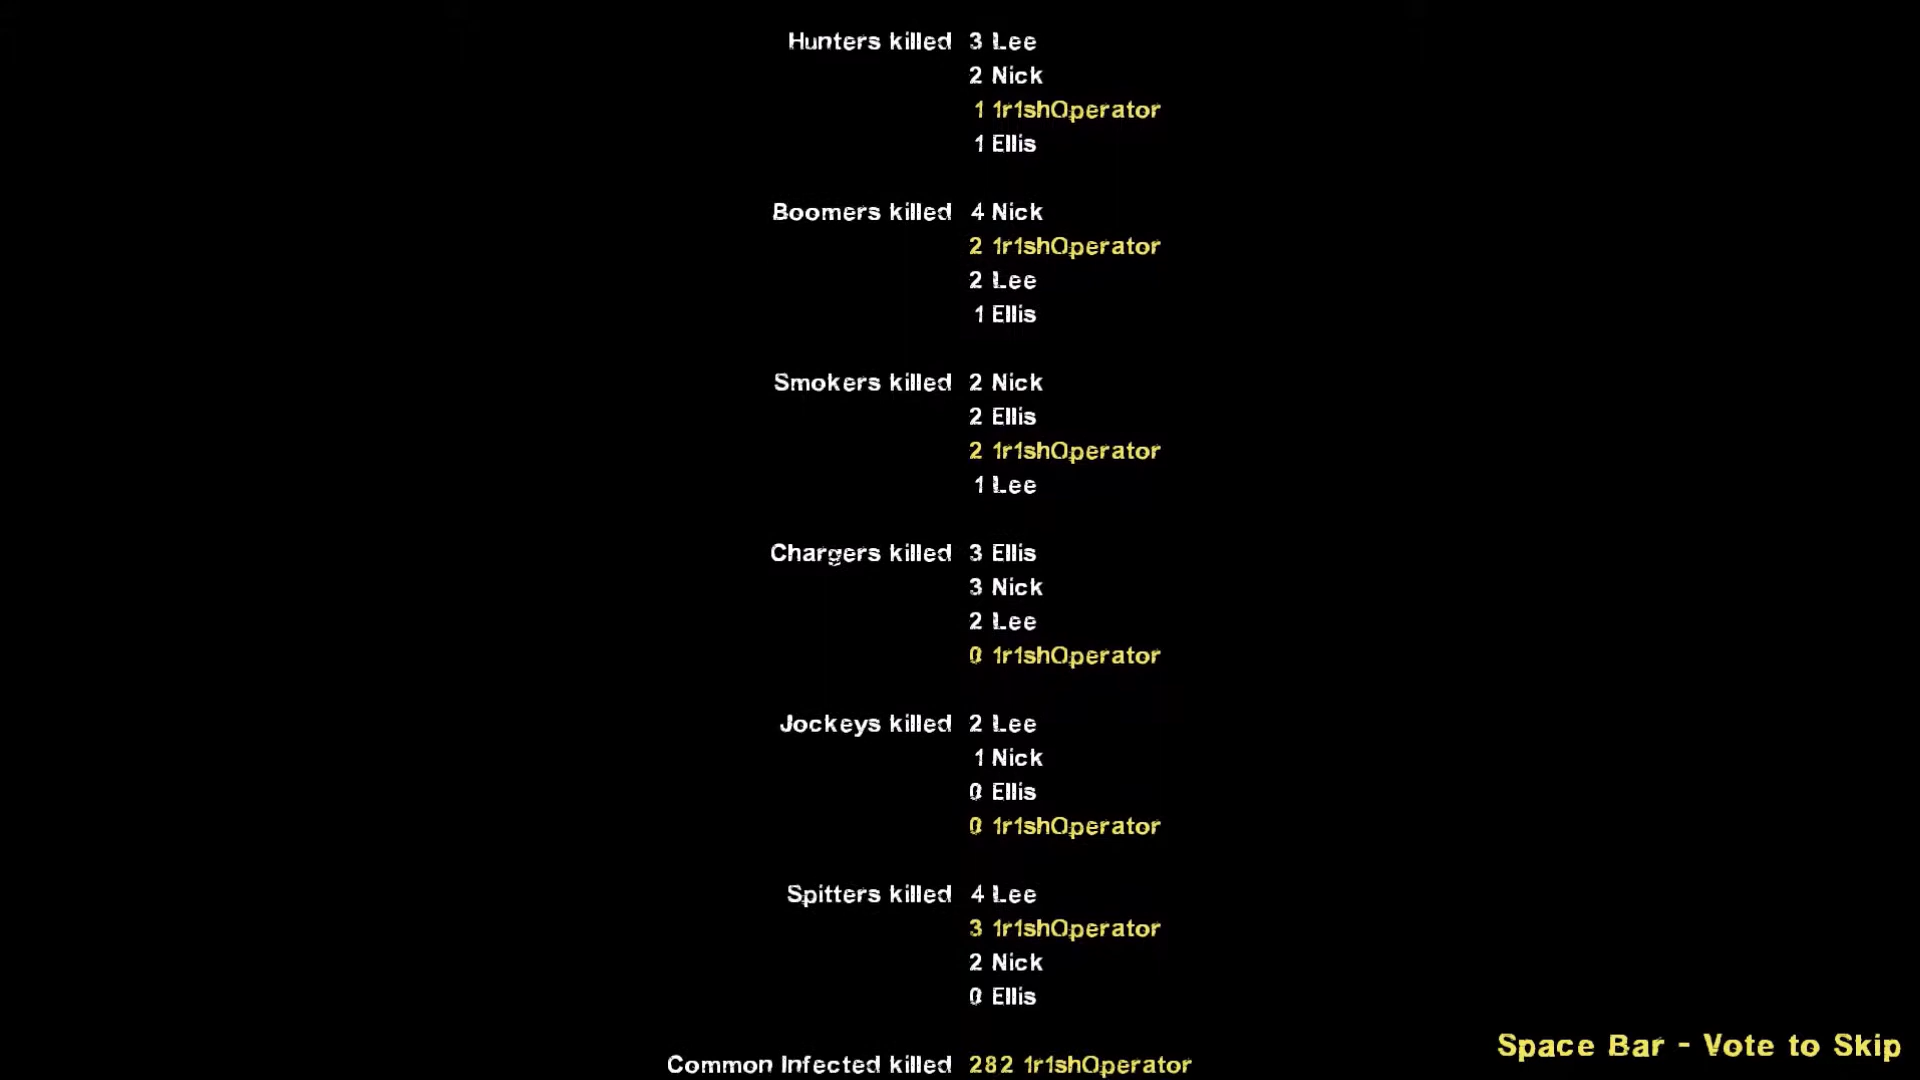 Hunters killed 3 Lee
2 Nick
1 1r1shOperator
1 Ellis
Boomers killed 4 Nick
2 1r1shOperator
2 Lee
1 Ellis
Smokers killed 2 Nick
2 Ellis
2 1r1shOperator
1 Lee
Chargers killed 3 Ellis
3 Nick
2 Lee
0 1r1shOperator
Jockeys killed 2 Lee
1 Nick
0 Ellis
0 1r1shOperator
Spitters killed 4 Lee
3 1r1shOperator
2 Nick
0 Ellis
Common Infected killed 282 1r1shOperator
Space Bar - Vote to Skip